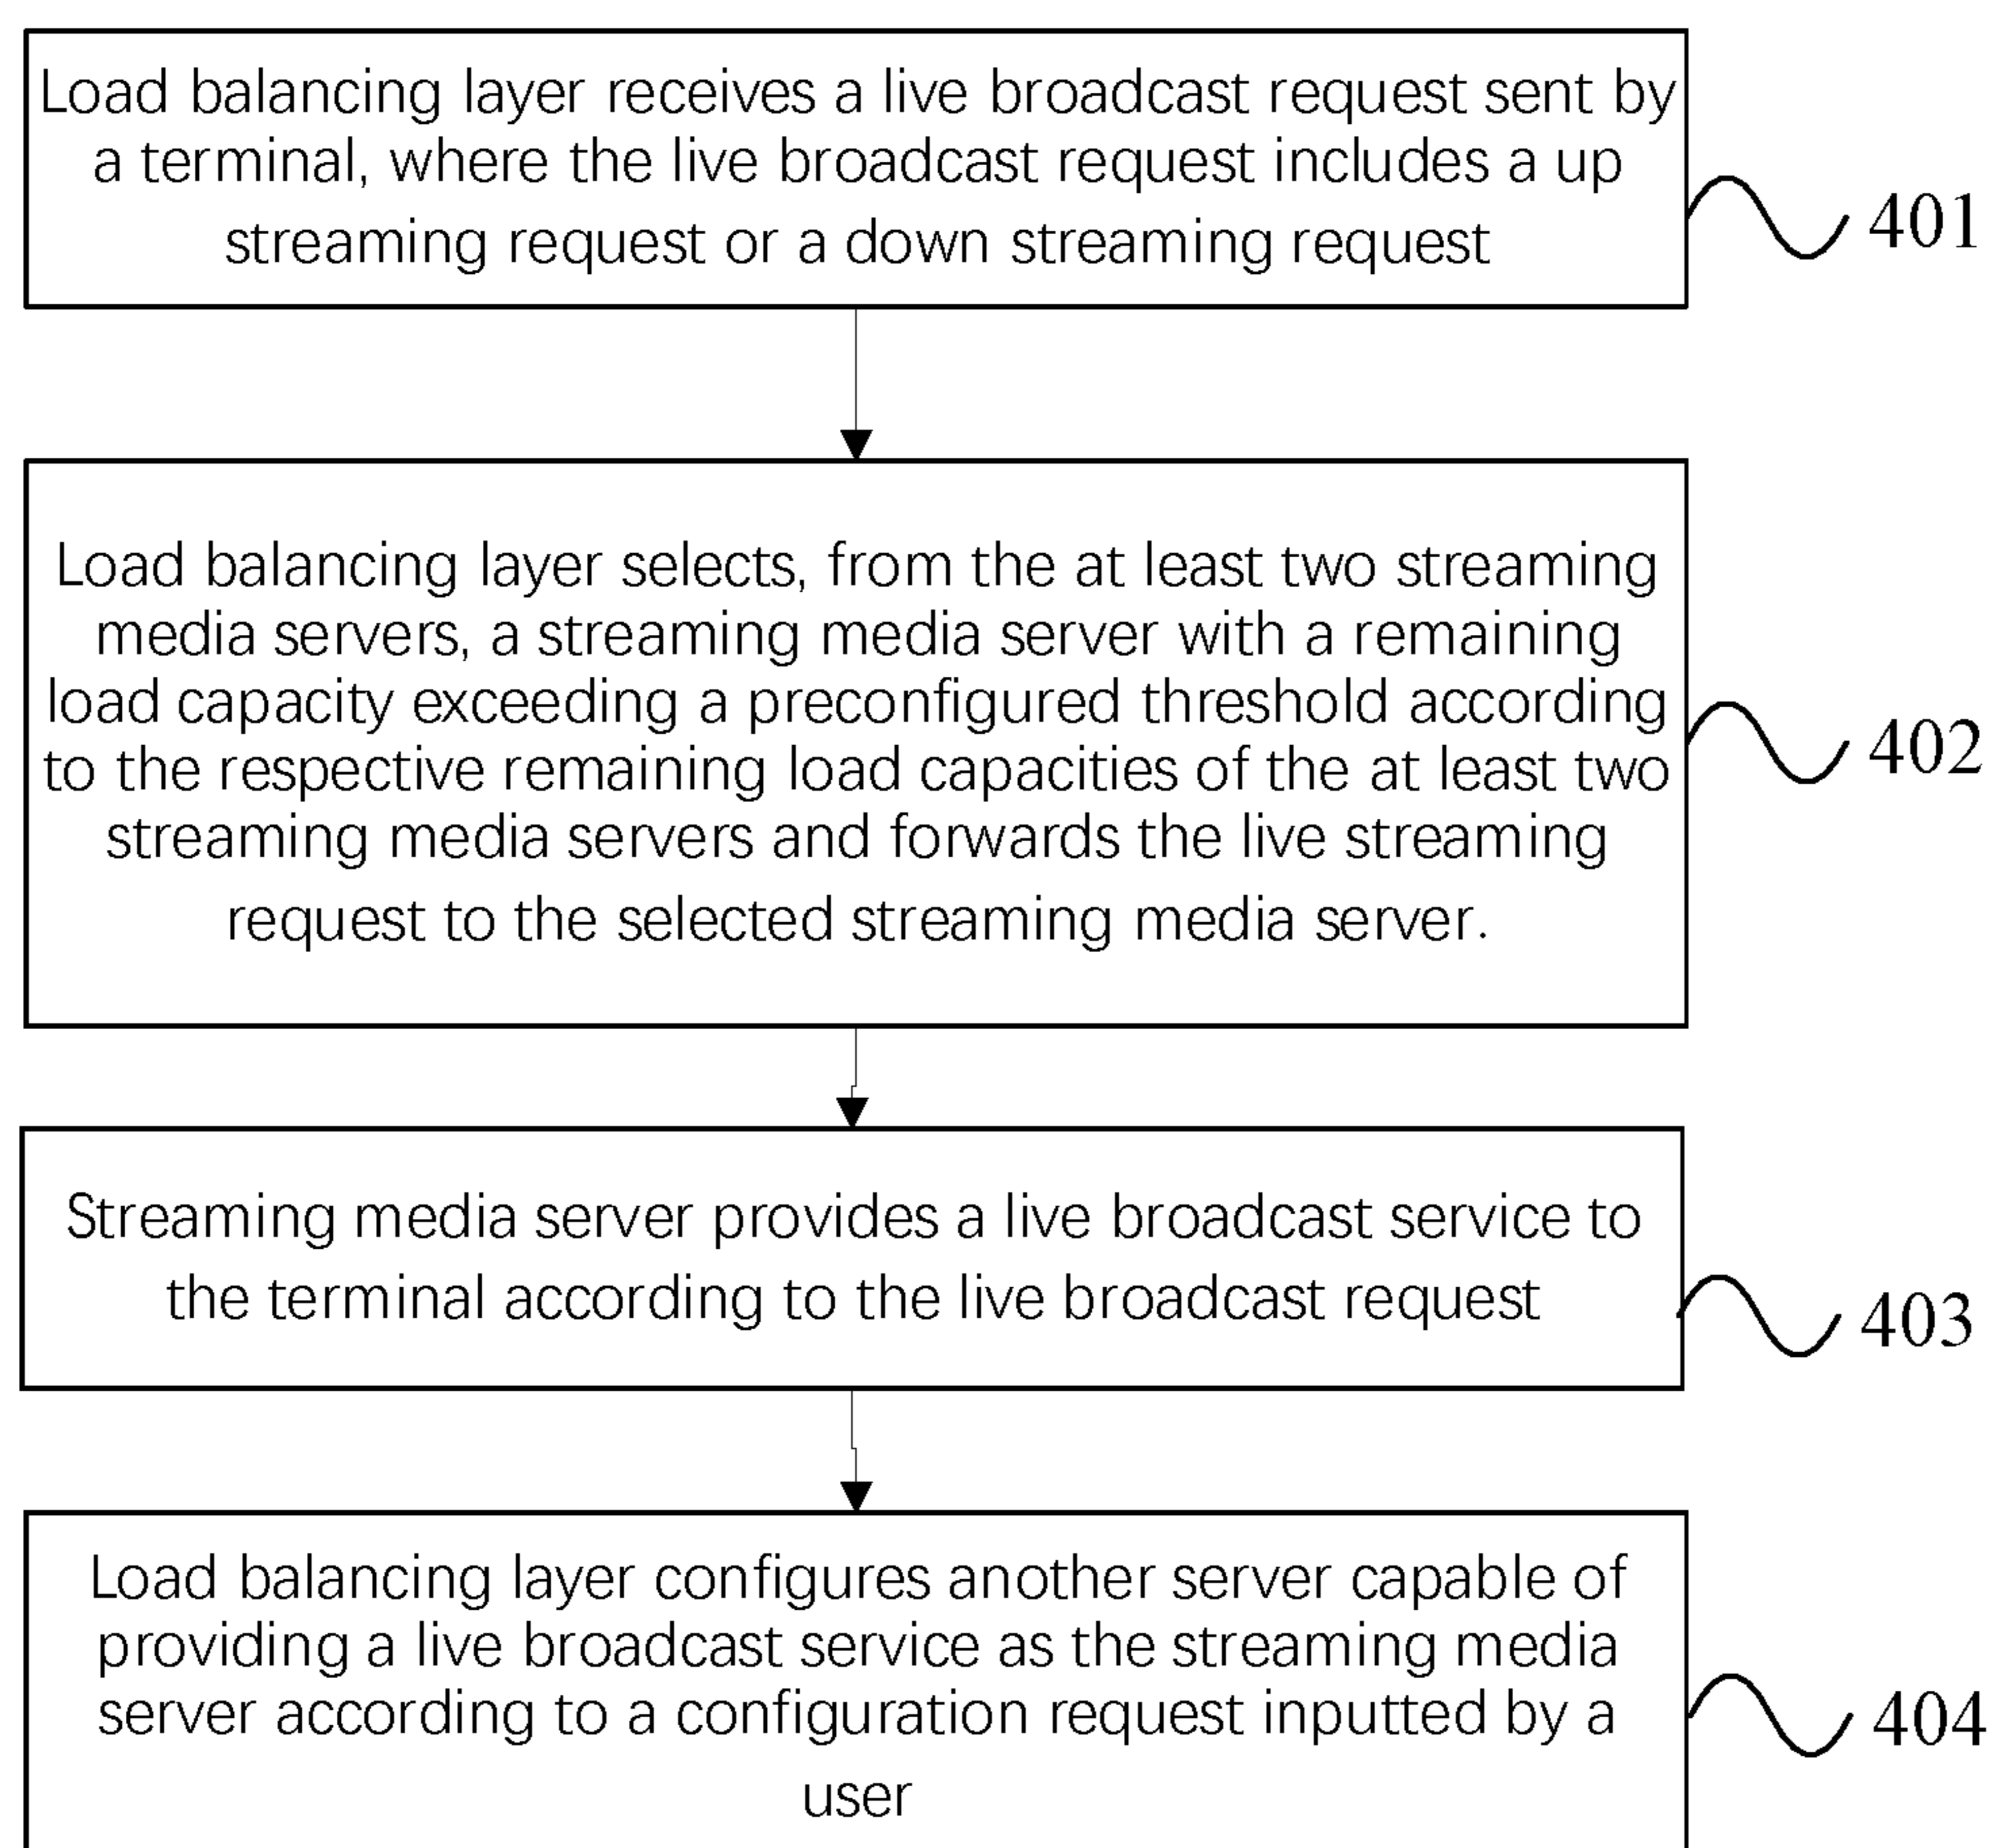 Load balancing layer receives a live broadcast request sent by
a terminal, where the live broadcast request includes a up
streaming request or a down streaming request
401
Load balancing layer selects, from the at least two streaming
media servers, a streaming media server with a remaining
load capacity exceeding a preconfigured threshold according
to the respective remaining load capacities of the at least two
streaming media servers and forwards the live streaming
request to the selected streaming media server.
402
Streaming media server provides a live broadcast service to
the terminal according to the live broadcast request
403
Load balancing layer configures another server capable of
providing a live broadcast service as the streaming media
server according to a configuration request inputted by a
user
404